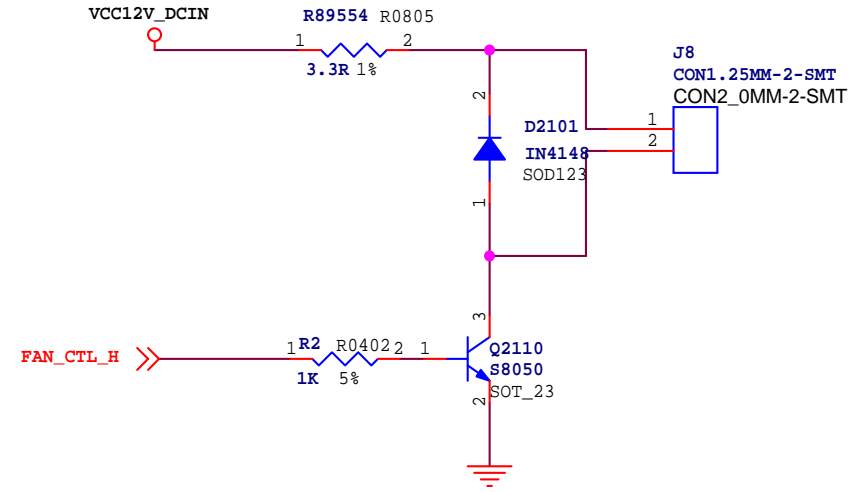 VCC12V_DCIN
R89554 R0805
1 2
3.3R 1%
J8
CON1.25MM-2-SMT
CON2_0MM-2-SMT
1
2
2
D2101
IN4148
SOD123
1
3
FAN_CTL_H
1 R2 R0402 2 1
1K 5%
Q2110
S8050
SOT_23
2